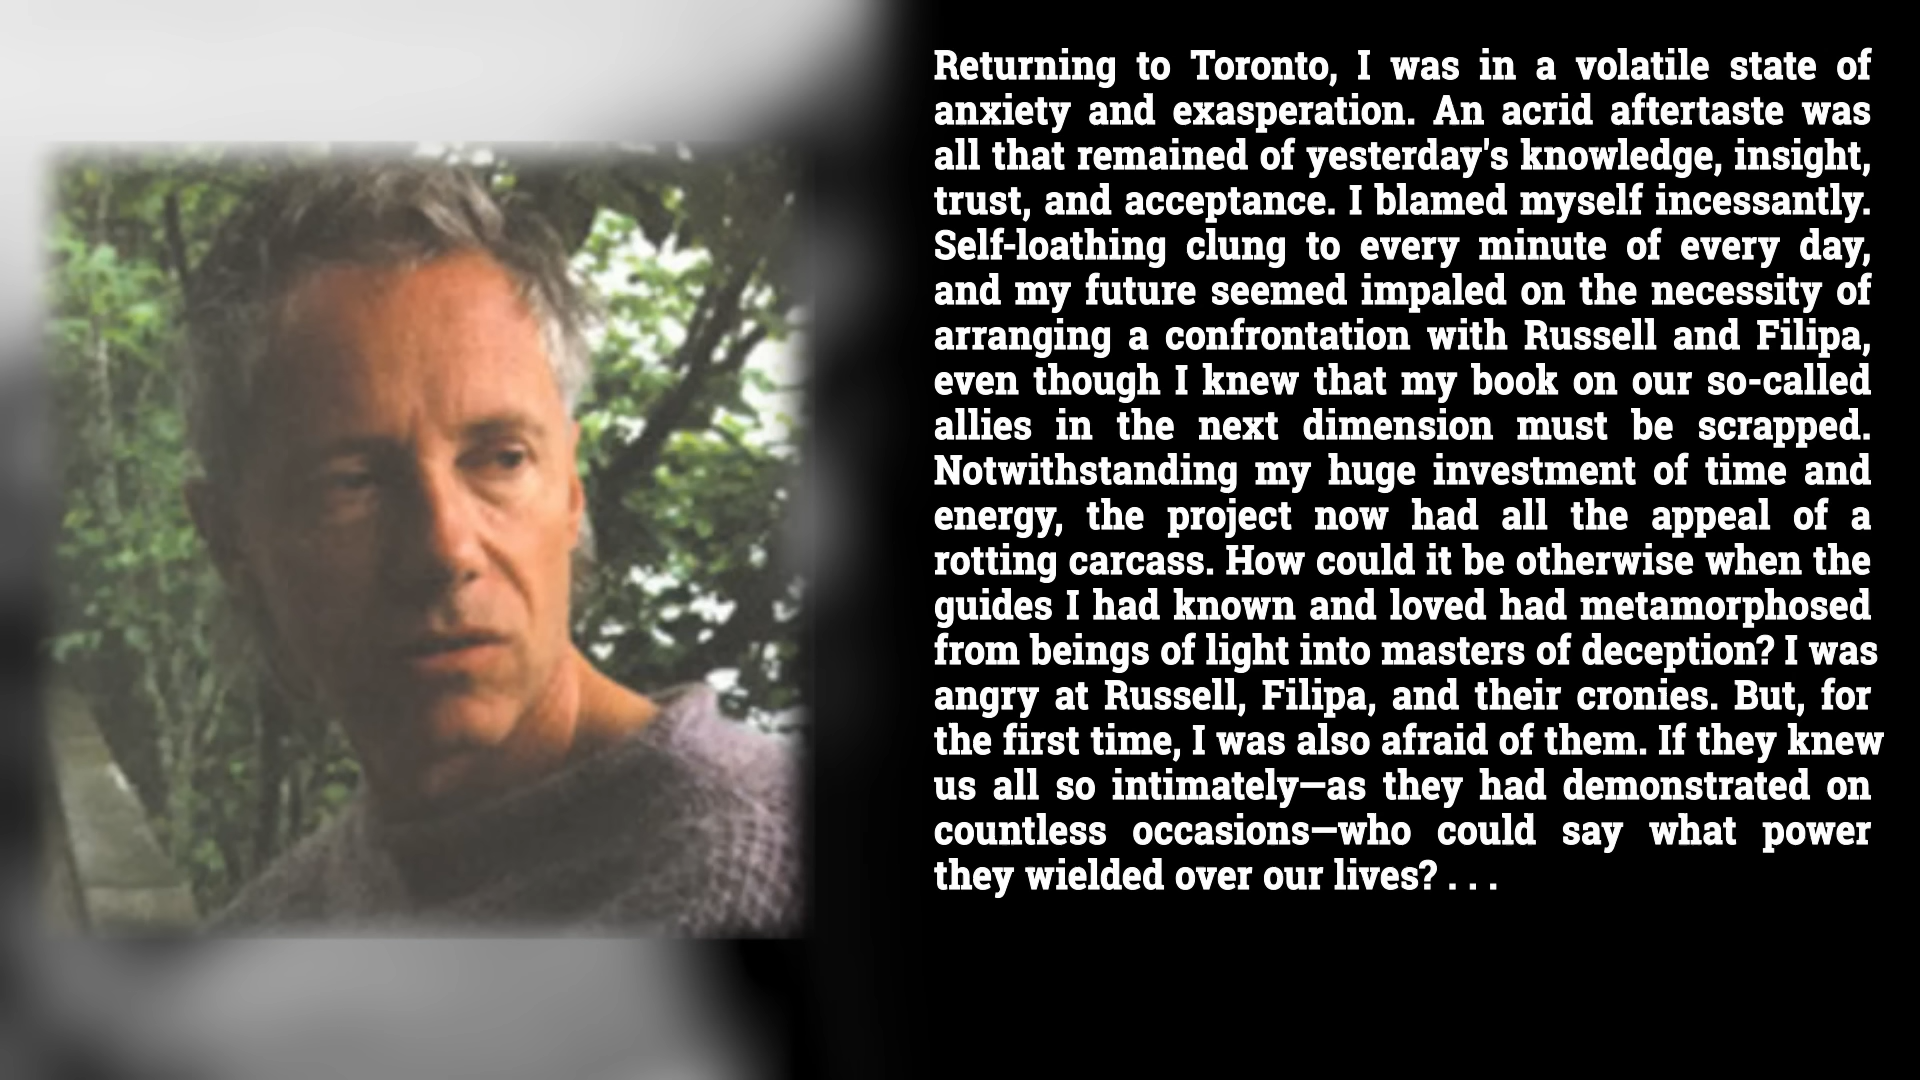 Returning to Toronto, I was in a volatile state of
anxiety and exasperation. An acrid aftertaste was
all that remained of yesterday's knowledge, insight,
trust, and acceptance. I blamed myself incessantly.
Self-loathing clung to every minute of every day,
and my future seemed impaled on the necessity of
arranging a confrontation with Russell and Filipa,
even though I knew that my book on our so-called
allies in the next dimension must be scrapped.
Notwithstanding my huge investment of time and
energy, the project now had all the appeal of a
rotting carcass. How could it be otherwise when the
guides I had known and loved had metamorphosed
from beings of light into masters of deception? I was
angry at Russell, Filipa, and their cronies. But, for
the first time, I was also afraid of them. If they knew
us all so intimately—as they had demonstrated on
countless occasions—who could say what power
they wielded over our lives? . . .